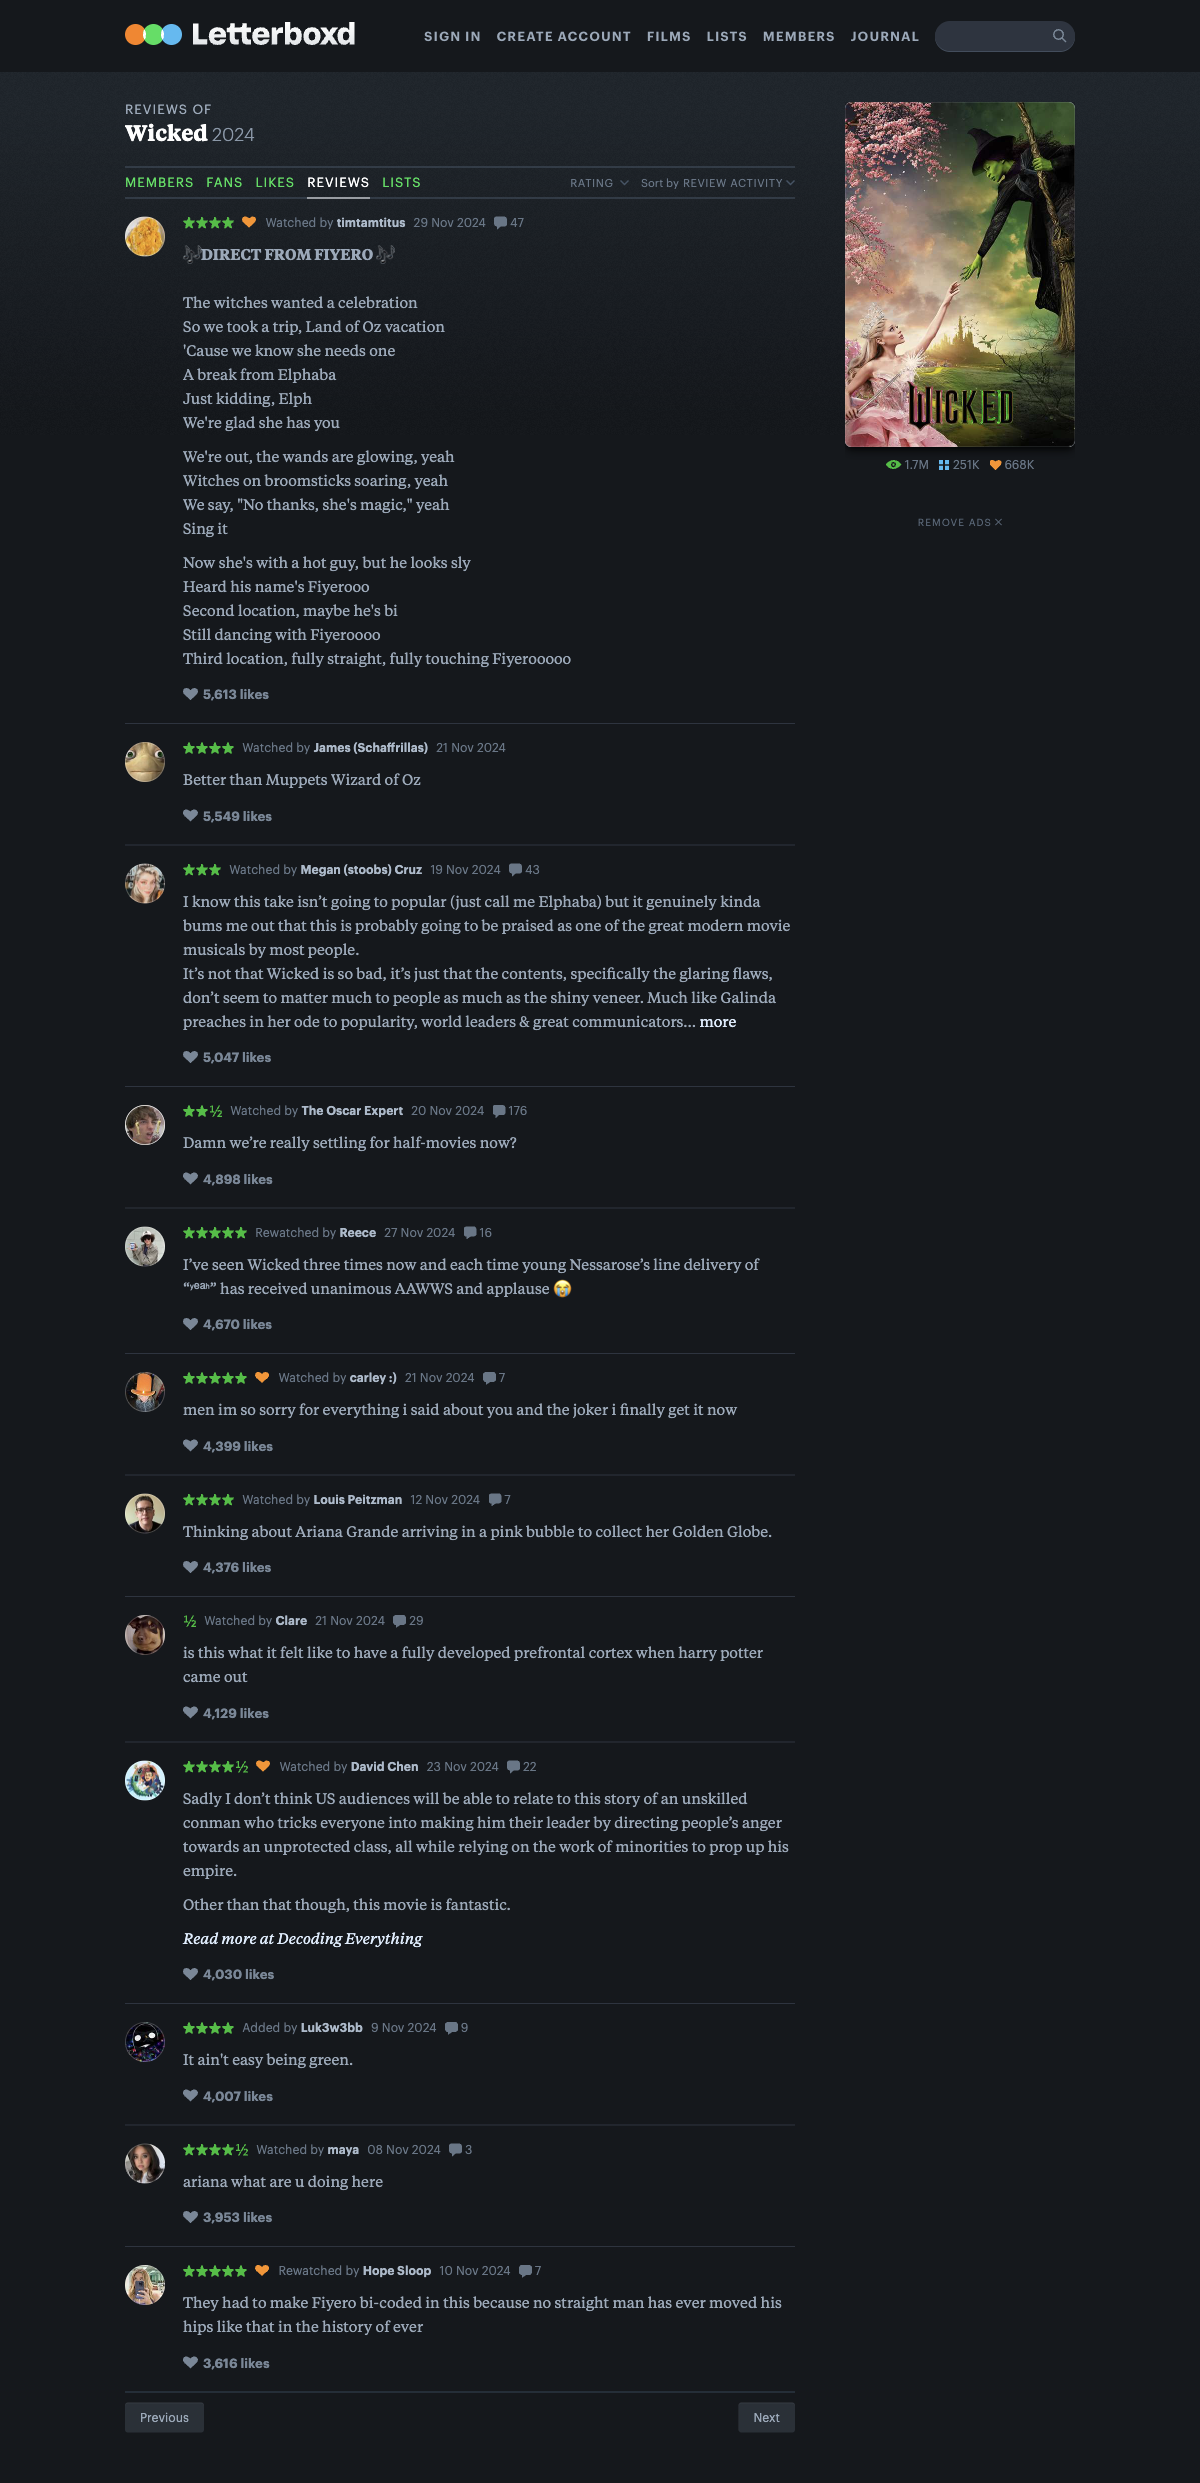 Letterboxd
SIGN IN CREATE ACCOUNT FILMS LISTS MEMBERS JOURNAL
REVIEWS OF
Wicked 2024
MEMBERS FANS LIKES REVIEWS LISTS RATING Sort by REVIEW ACTIVITY
★★★★ Watched by timtamtitus 29 Nov 2024 47
🎶DIRECT FROM FIYERO🎶
The witches wanted a celebration
So we took a trip, Land of Oz vacation
'Cause we know she needs one
A break from Elphaba
Just kidding, Elph
We're glad she has you
We're out, the wands are glowing, yeah
Witches on broomsticks soaring, yeah
We say, "No thanks, she's magic," yeah
Sing it
Now she's with a hot guy, but he looks sly
Heard his name's Fiyerooo
Second location, maybe he's bi
Still dancing with Fiyeroooo
Third location, fully straight, fully touching Fiyerooooo
5,613 likes
★★★★ Watched by James (Schaffrillas) 21 Nov 2024
Better than Muppets Wizard of Oz
5,549 likes
★★★ Watched by Megan (stoobs) Cruz 19 Nov 2024 43
I know this take isn’t going to popular (just call me Elphaba) but it genuinely kinda
bums me out that this is probably going to be praised as one of the great modern movie
musicals by most people.
It’s not that Wicked is so bad, it’s just that the contents, specifically the glaring flaws,
don’t seem to matter much to people as much as the shiny veneer. Much like Galinda
preaches in her ode to popularity, world leaders & great communicators… more
5,047 likes
★★½ Watched by The Oscar Expert 20 Nov 2024 176
Damn we’re really settling for half-movies now?
4,898 likes
★★★★★ Rewatched by Reece 27 Nov 2024 16
I’ve seen Wicked three times now and each time young Nessarose’s line delivery of
“ʸᵉᵃʰ” has received unanimous AAWWS and applause 😭
4,670 likes
★★★★★ Watched by carley :) 21 Nov 2024 7
men im so sorry for everything i said about you and the joker i finally get it now
4,399 likes
★★★★ Watched by Louis Peitzman 12 Nov 2024 7
Thinking about Ariana Grande arriving in a pink bubble to collect her Golden Globe.
4,376 likes
½ Watched by Clare 21 Nov 2024 29
is this what it felt like to have a fully developed prefrontal cortex when harry potter
came out
4,129 likes
★★★★½ Watched by David Chen 23 Nov 2024 22
Sadly I don’t think US audiences will be able to relate to this story of an unskilled
conman who tricks everyone into making him their leader by directing people’s anger
towards an unprotected class, all while relying on the work of minorities to prop up his
empire.
Other than that though, this movie is fantastic.
Read more at Decoding Everything
4,030 likes
★★★★ Added by Luk3w3bb 9 Nov 2024 9
It ain't easy being green.
4,007 likes
★★★★½ Watched by maya 08 Nov 2024 3
ariana what are u doing here
3,953 likes
★★★★★ Rewatched by Hope Sloop 10 Nov 2024 7
They had to make Fiyero bi-coded in this because no straight man has ever moved his
hips like that in the history of ever
3,616 likes
Previous Next
WICKED
1.7M 251K 668K
REMOVE ADS ×